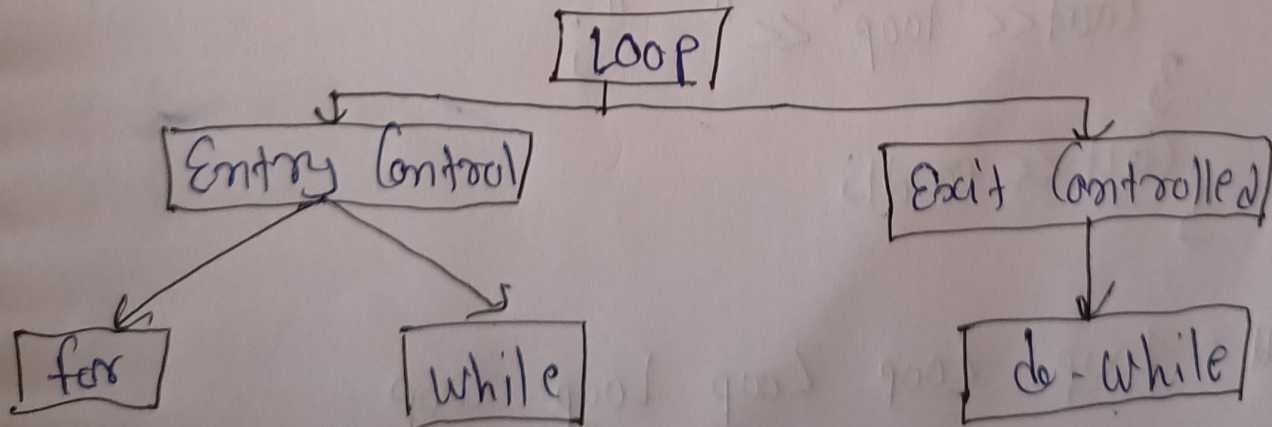 Loop
Entry Control
Exit Controlled
for
while
do-while